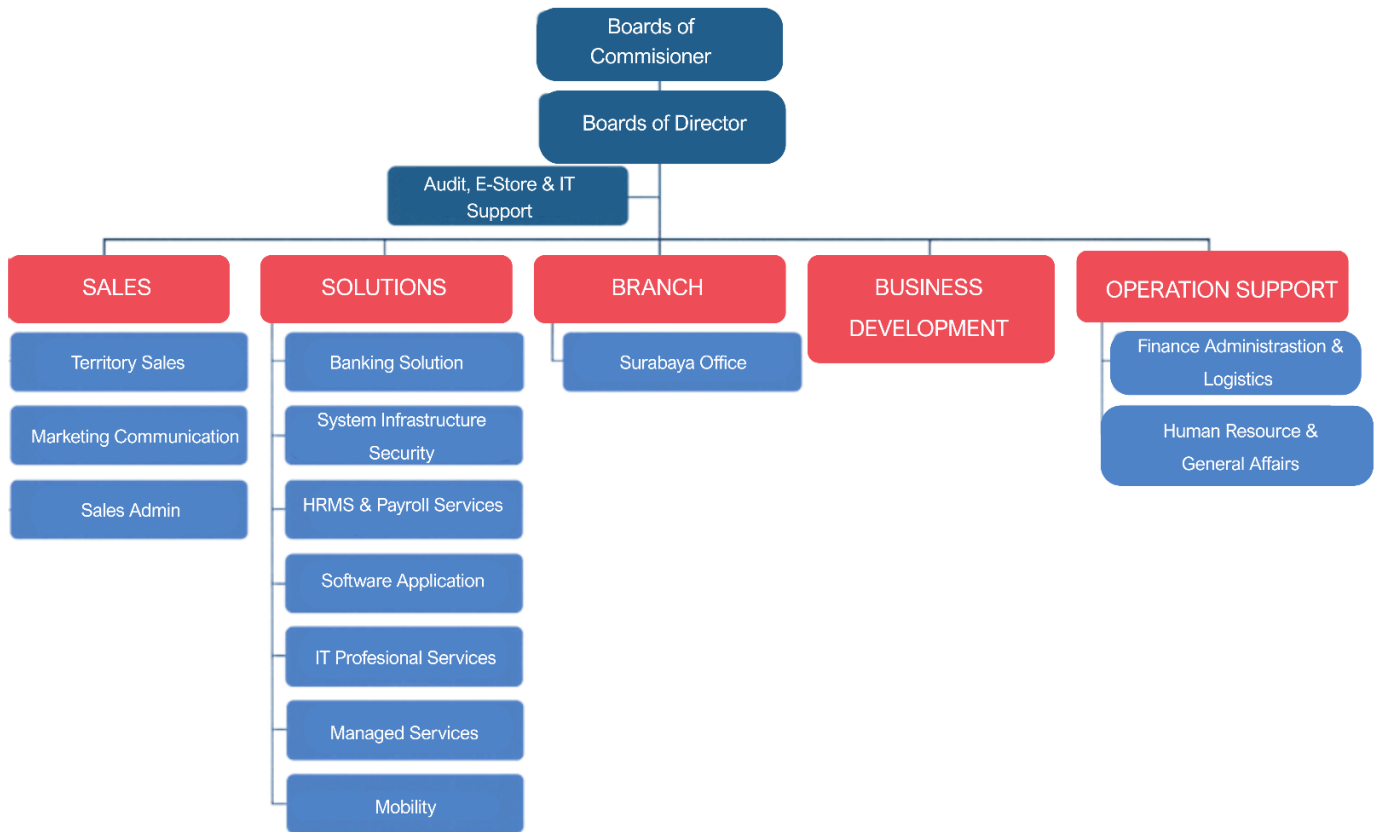 Boards of
Commisioner
Boards of Director
Audit, E-Store & IT
Support
SALES
SOLUTIONS
BRANCH
BUSINESS
DEVELOPMENT
OPERATION SUPPORT
Territory Sales
Marketing Communication
Sales Admin
Banking Solution
System Infrastructure
Security
HRMS & Payroll Services
Software Application
IT Profesional Services
Managed Services
Mobility
Surabaya Office
Finance Administrastion &
Logistics
Human Resource &
General Affairs